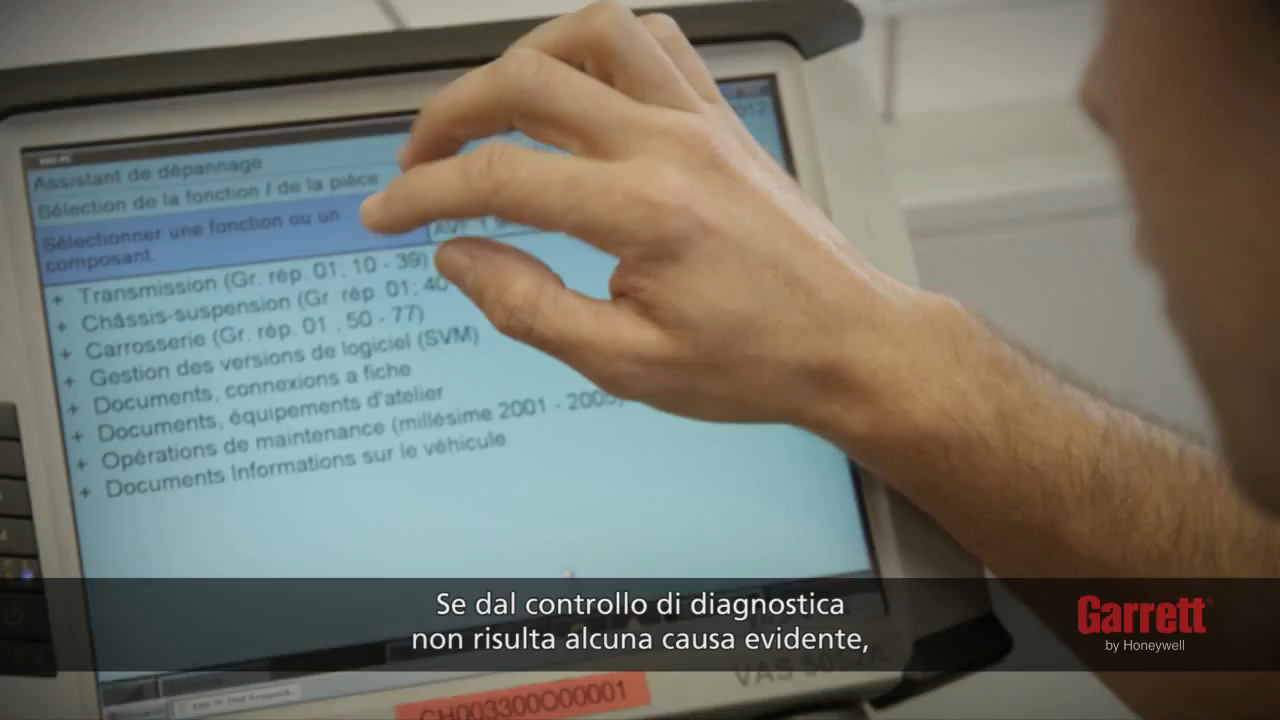 Assistant de dépannage
Sélection de la fonction / de la pièce
Sélectionner une fonction ou un
composant.
+ Transmission (Gr. rép. 01; 10 - 39)
+ Châssis-suspension (Gr. rép. 01; 40
+ Carrosserie (Gr. rép. 01 ; 50 - 77)
+ Gestion des versions de logiciel (SVM)
+ Documents, connexions a fiche
+ Documents, équipements d'atelier
+ Opérations de maintenance (millésime 2001 - 2005)
+ Documents Informations sur le véhicule
Se dal controllo di diagnostica
non risulta alcuna causa evidente,
Garrett
by Honeywell
VAS 5052A
CH003300O00001